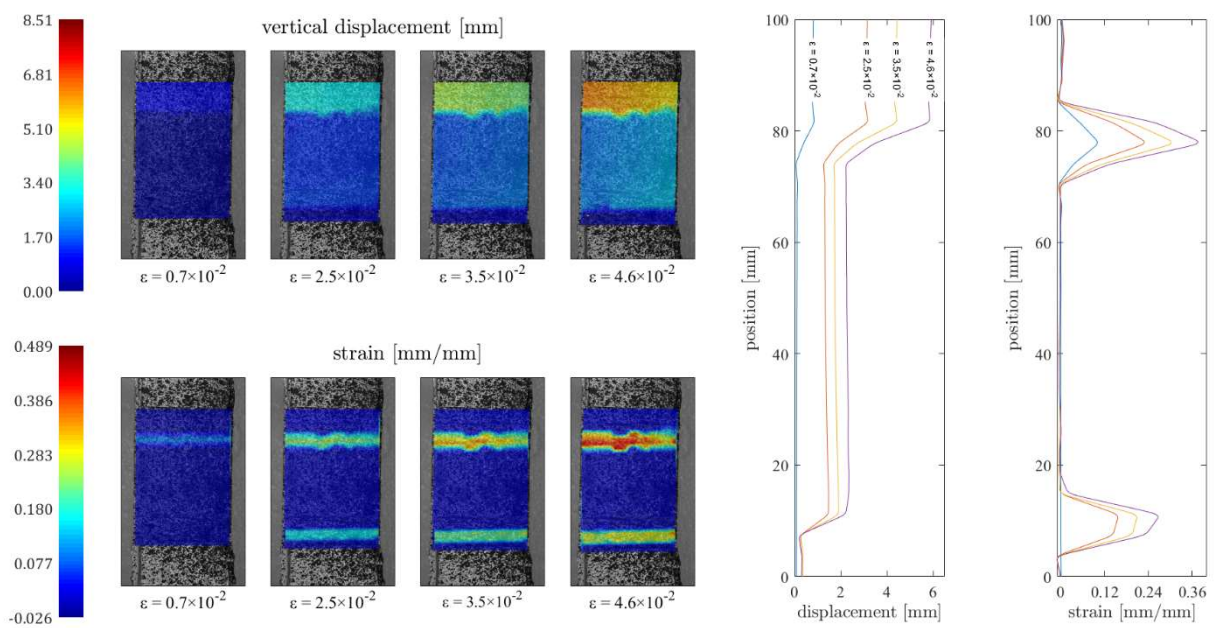 vertical displacement [mm]
8.51
6.81
5.10
3.40
1.70
0.00
ε = 0.7×10-2
ε = 2.5×10-2
ε = 3.5×10-2
ε = 4.6×10-2
strain [mm/mm]
0.489
0.386
0.283
0.180
0.077
-0.026
ε = 0.7×10-2
ε = 2.5×10-2
ε = 3.5×10-2
ε = 4.6×10-2
position [mm]
100
80
60
40
20
0
ε = 0.7×10-2
ε = 2.5×10-2
ε = 3.5×10-2
ε = 4.6×10-2
0 2 4 6
displacement [mm]
position [mm]
100
80
60
40
20
0
0 0.12 0.24 0.36
strain [mm/mm]